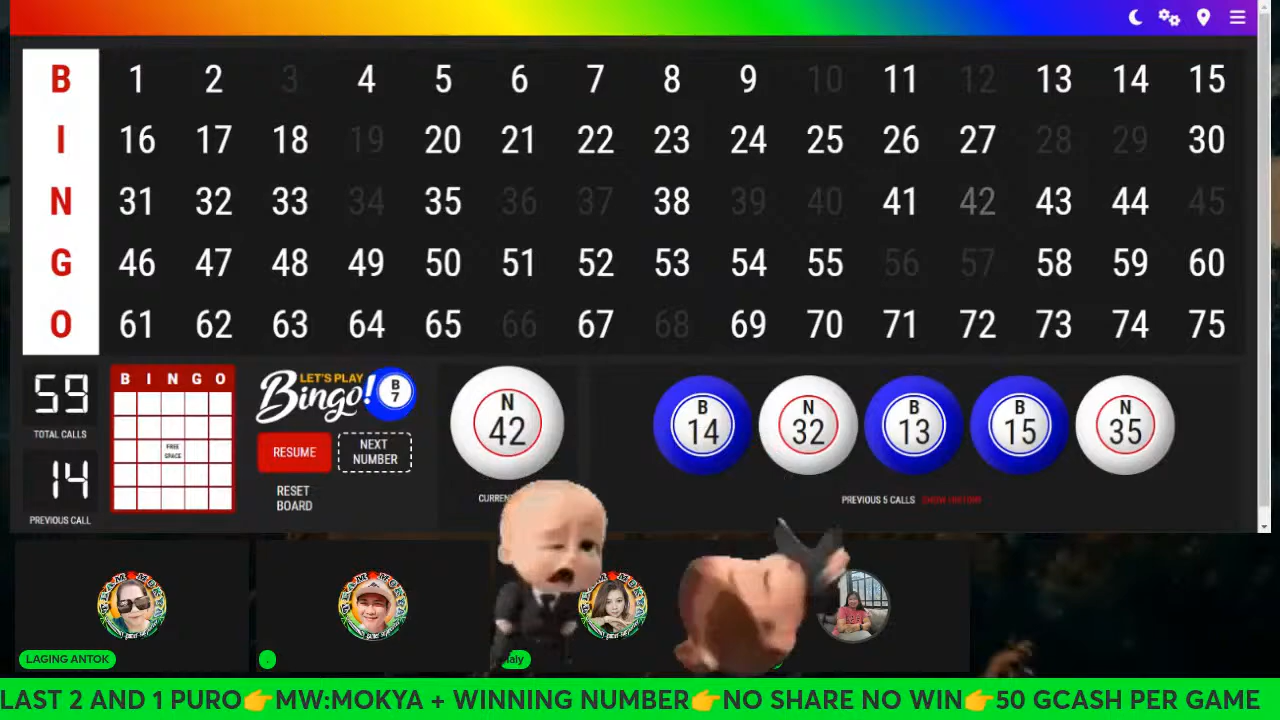 B 1 2 3 4 5 6 7 8 9 10 11 12 13 14 15
I 16 17 18 19 20 21 22 23 24 25 26 27 28 29 30
N 31 32 33 34 35 36 37 38 39 40 41 42 43 44 45
G 46 47 48 49 50 51 52 53 54 55 56 57 58 59 60
O 61 62 63 64 65 66 67 68 69 70 71 72 73 74 75
59
TOTAL CALLS
14
PREVIOUS CALL
B I N G O
FREE
SPACE
LET'S PLAY
Bingo!
B
7
RESUME
NEXT
NUMBER
RESET
BOARD
N
42
B
14
N
32
B
13
B
15
N
35
PREVIOUS 5 CALLS SHOW HISTORY
LAGING ANTOK
.
LAST 2 AND 1 PURO👉MW:MOKYA + WINNING NUMBER👉NO SHARE NO WIN👉50 GCASH PER GAME